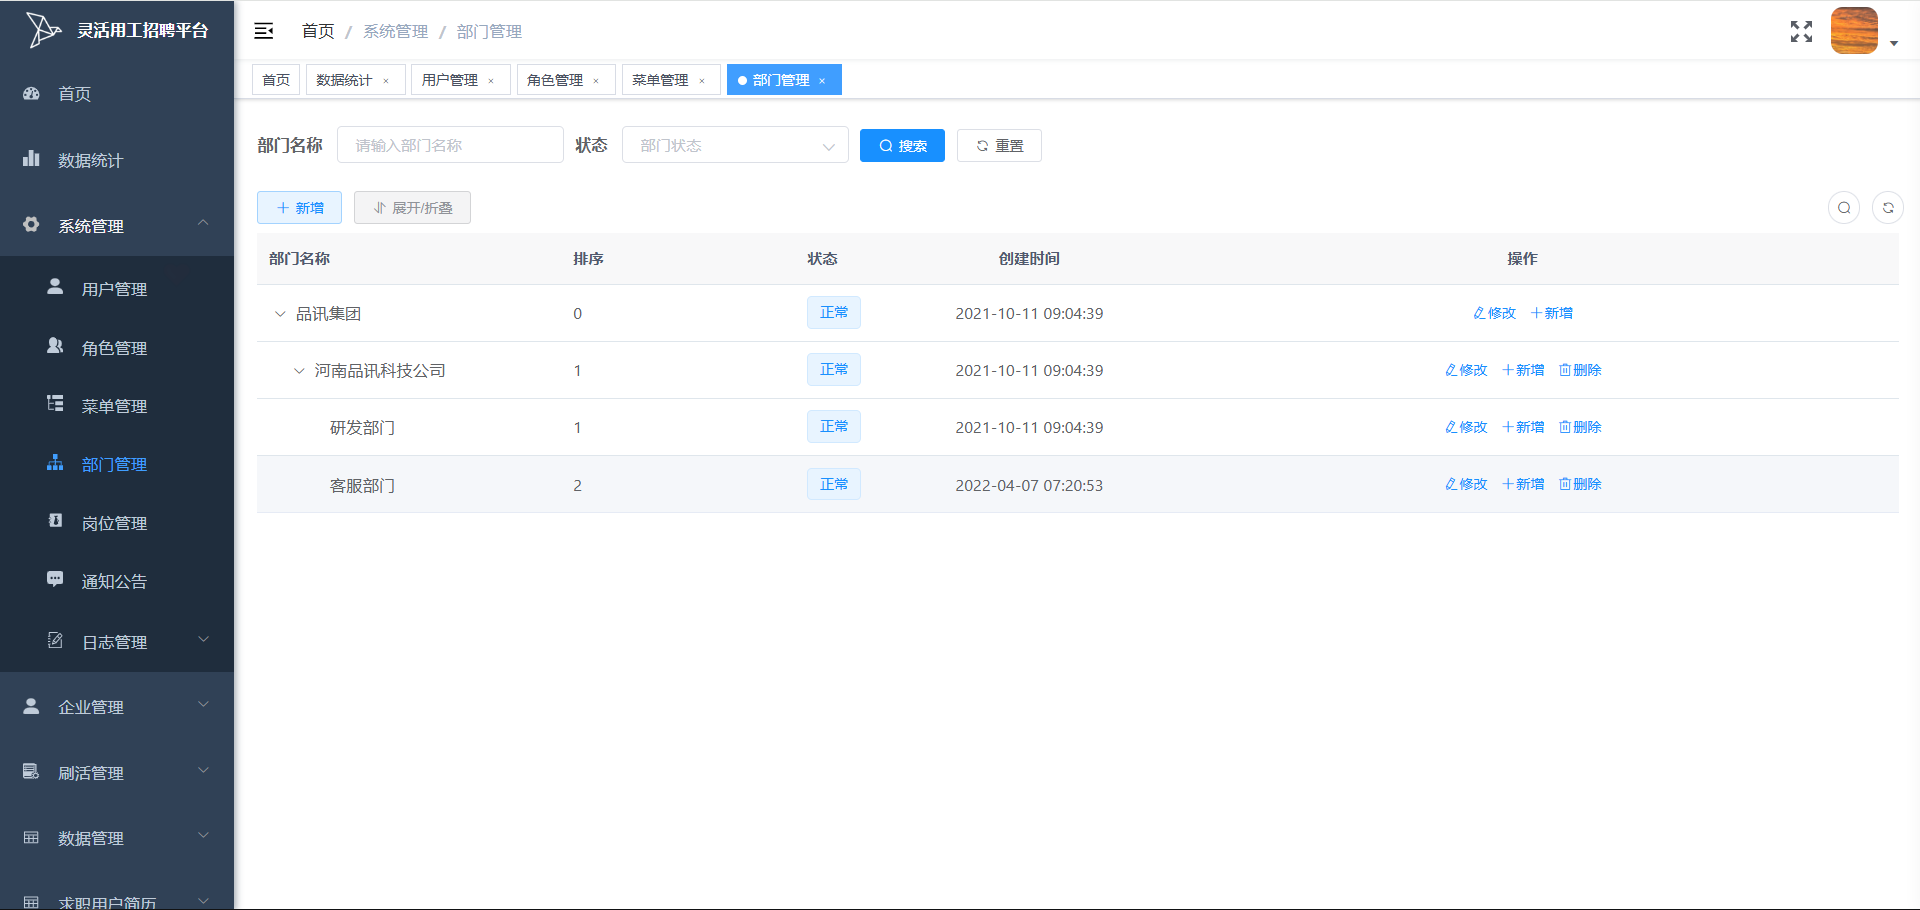 灵活用工招聘平台
首页
数据统计
系统管理
用户管理
角色管理
菜单管理
部门管理
岗位管理
通知公告
日志管理
企业管理
刷活管理
数据管理
求职用户简历
首页 / 系统管理 / 部门管理
首页 数据统计 × 用户管理 × 角色管理 × 菜单管理 × 部门管理 ×
部门名称 请输入部门名称 状态 部门状态 搜索 重置
新增 展开/折叠
部门名称 排序 状态 创建时间 操作
品讯集团 0 正常 2021-10-11 09:04:39 修改 新增
河南品讯科技公司 1 正常 2021-10-11 09:04:39 修改 新增 删除
研发部门 1 正常 2021-10-11 09:04:39 修改 新增 删除
客服部门 2 正常 2022-04-07 07:20:53 修改 新增 删除